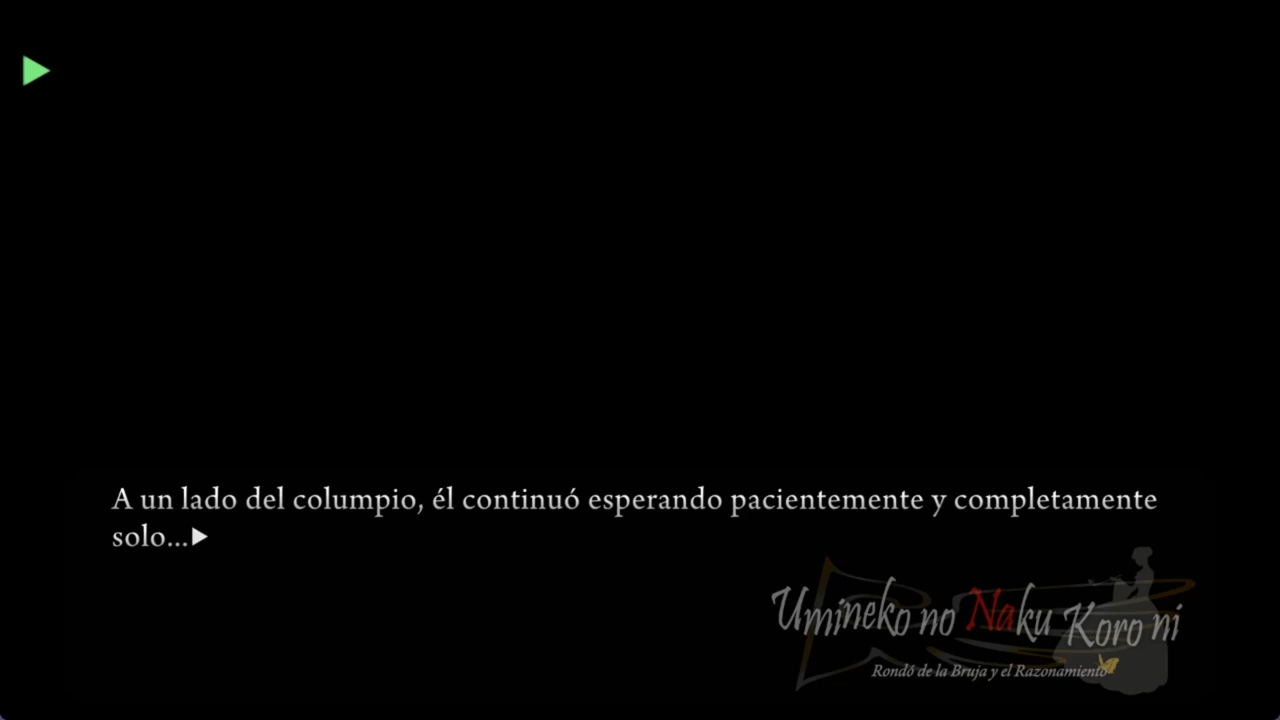 A un lado del columpio, él continuó esperando pacientemente y completamente
solo...
Umineko no Naku Koro ni
Rondó de la Bruja y el Razonamiento